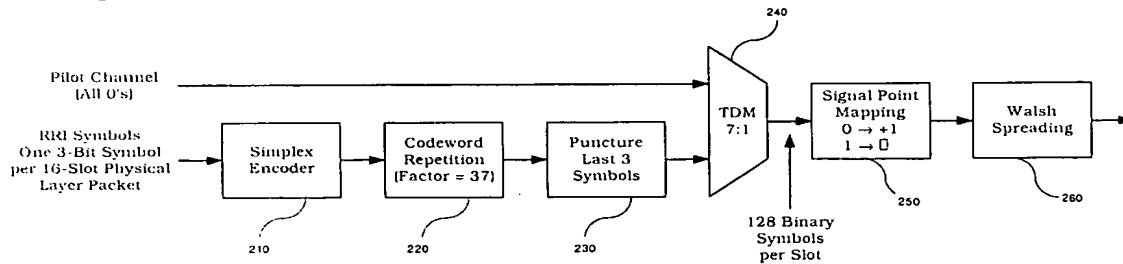 240
Pilot Channel
(All 0's)
RRI Symbols
One 3-Bit Symbol
per 16-Slot Physical
Layer Packet
Simplex
Encoder
210
Codeword
Repetition
(Factor = 37)
220
Puncture
Last 3
Symbols
230
TDM
7:1
128 Binary
Symbols
per Slot
Signal Point
Mapping
0 → +1
1 → □
250
Walsh
Spreading
260